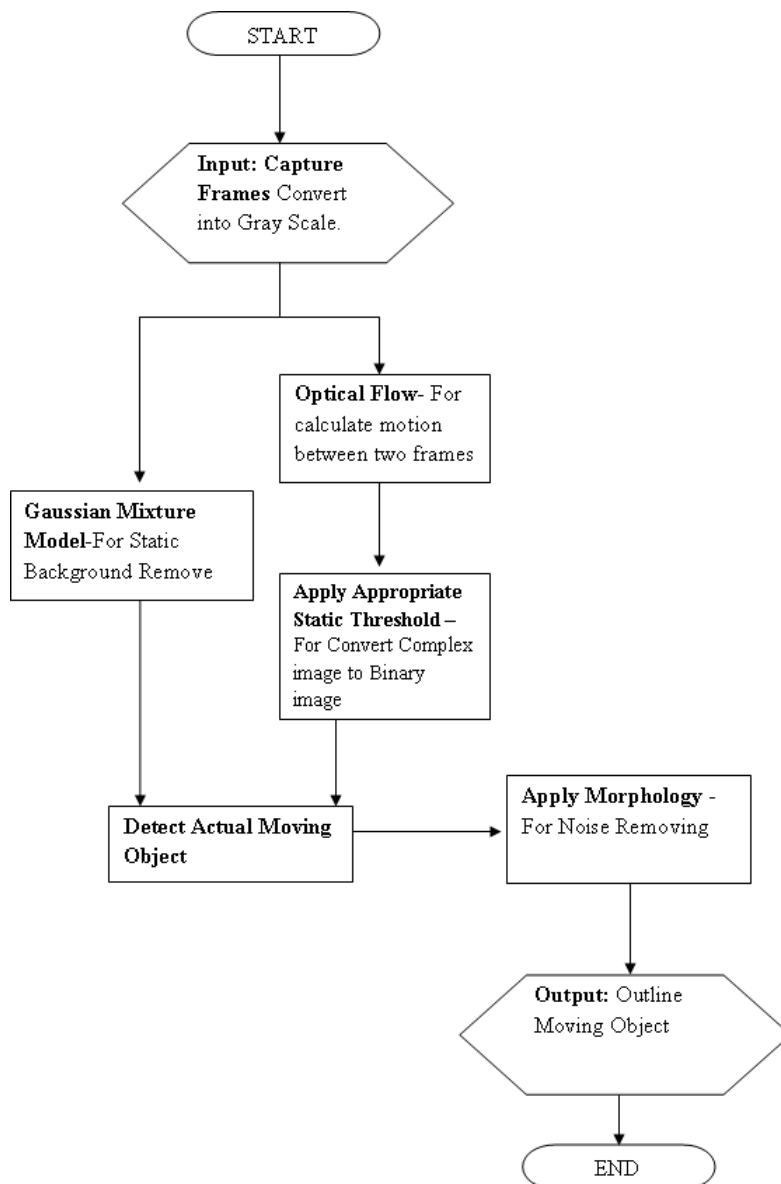 START
Input: Capture
Frames Convert
into Gray Scale.
Optical Flow- For
calculate motion
between two frames
Gaussian Mixture
Model-For Static
Background Remove
Apply Appropriate
Static Threshold –
For Convert Complex
image to Binary
image
Detect Actual Moving
Object
Apply Morphology -
For Noise Removing
Output: Outline
Moving Object
END